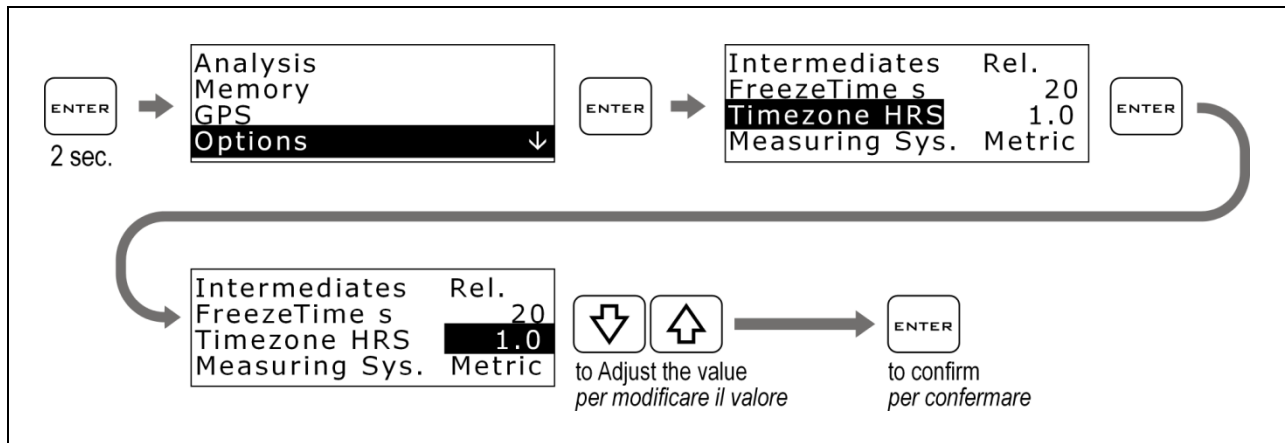 ENTER
2 sec.
Analysis
Memory
GPS
Options ↓
ENTER
Intermediates Rel.
FreezeTime s 20
Timezone HRS 1.0
Measuring Sys. Metric
ENTER
Intermediates Rel.
FreezeTime s 20
Timezone HRS 1.0
Measuring Sys. Metric
to Adjust the value
per modificare il valore
ENTER
to confirm
per confermare